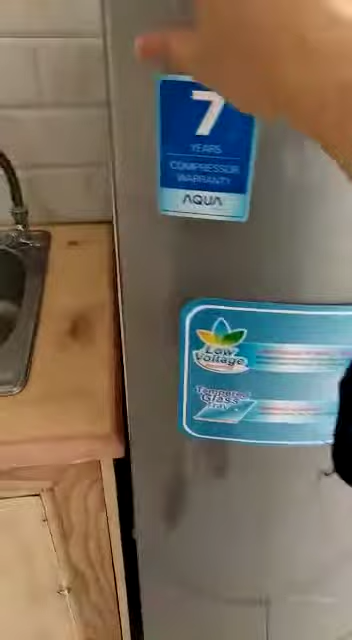 7
YEARS
COMPRESSOR
WARRANTY
AQUA
Low
Voltage
Tempered
Glass
Tray